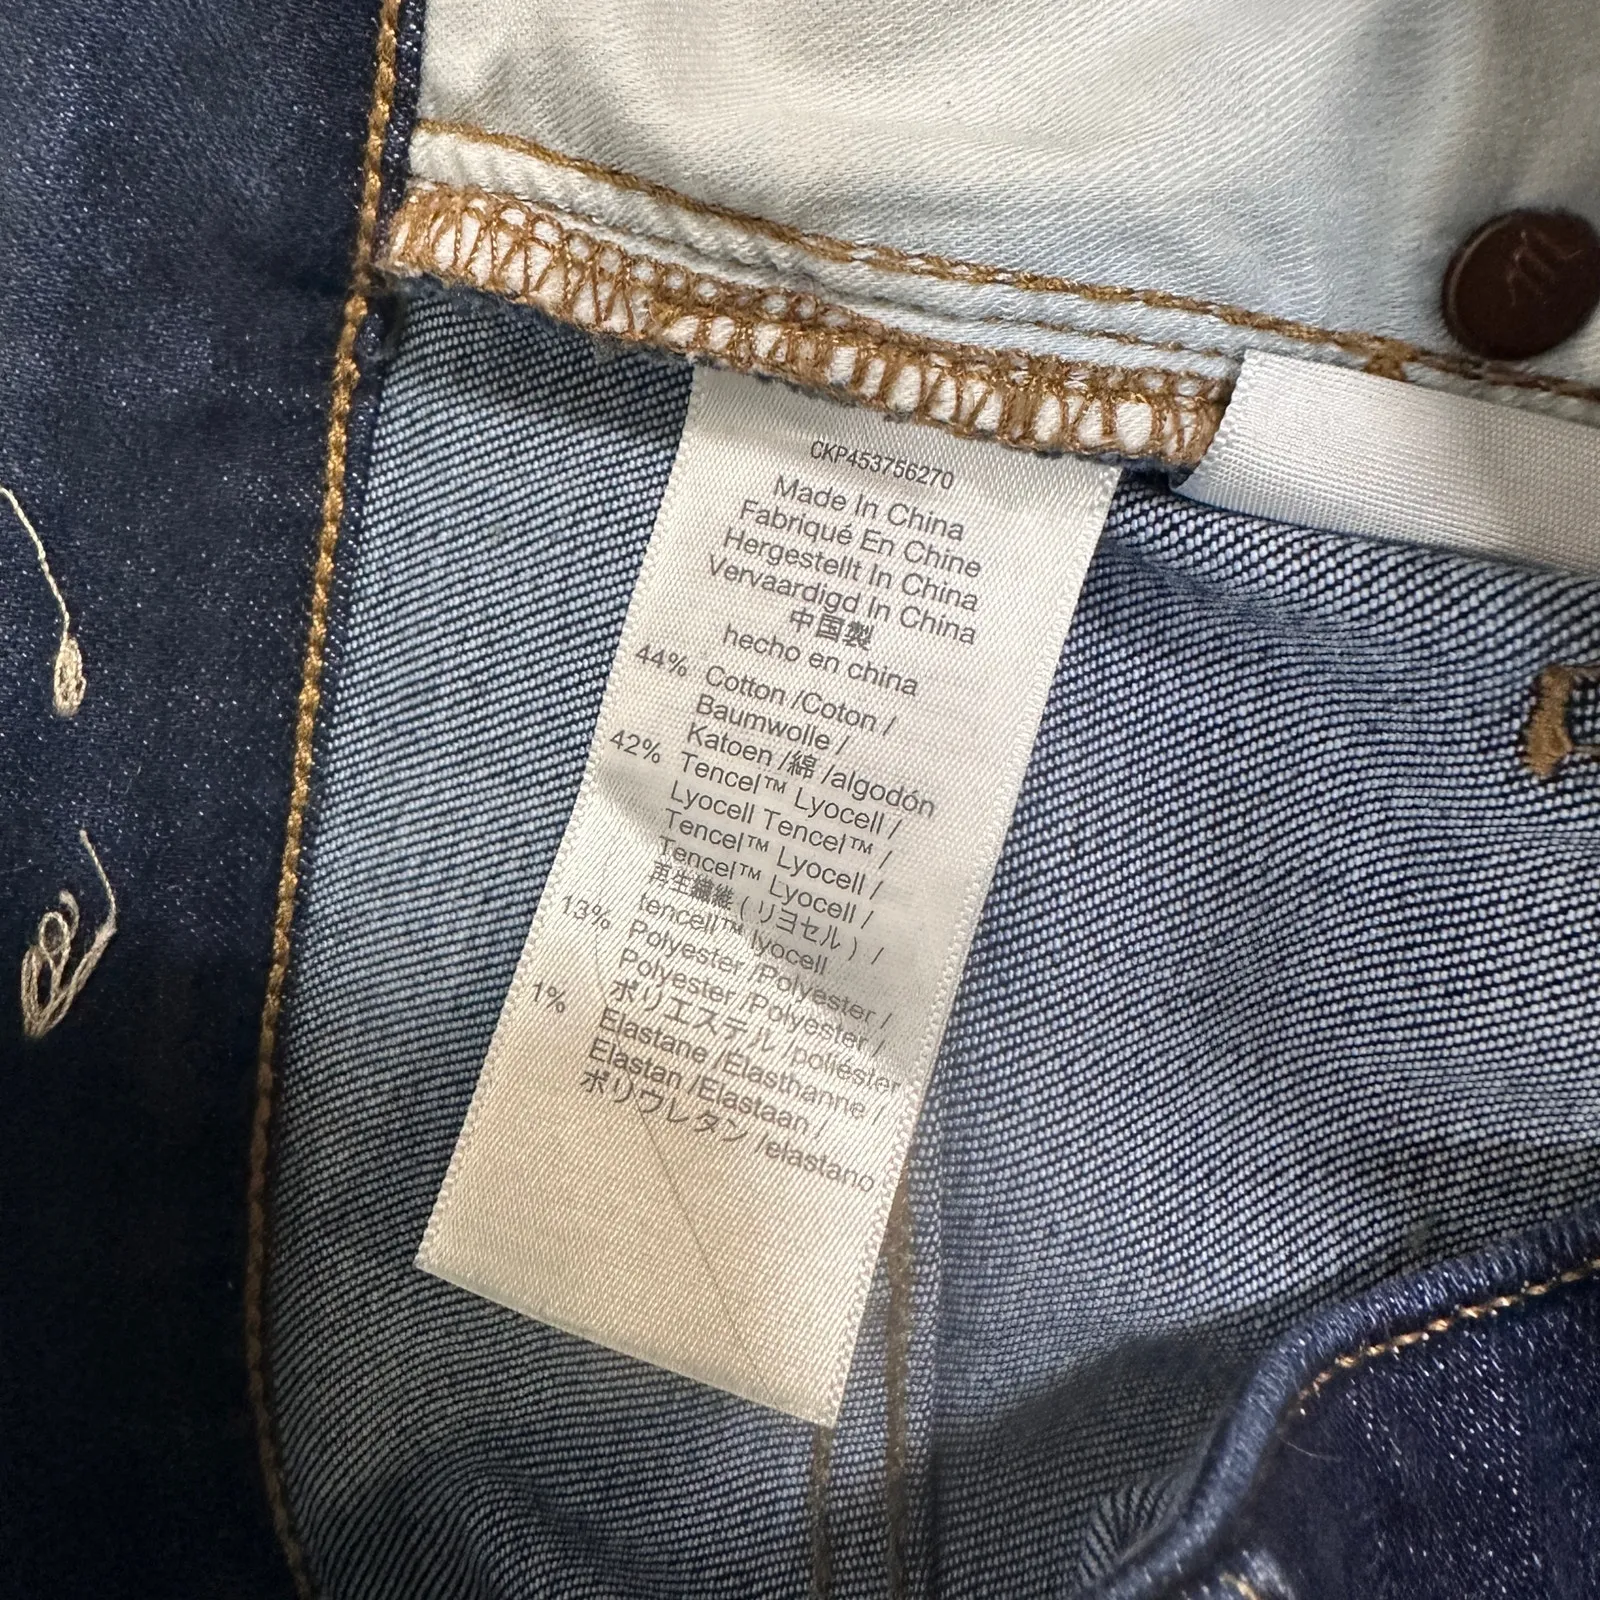 CKP453756270
Made In China
Fabriqué En Chine
Hergestellt In China
Vervaardigd In China
中国製
hecho en china
44% Cotton /Coton /
Baumwolle /
Katoen /綿 /algodón
42% Tencel™ Lyocell /
Lyocell Tencel™ /
Tencel™ Lyocell /
Tencel™ Lyocell /
再生繊維 (リヨセル) /
tencell™ lyocell
13% Polyester /Polyester /
Polyester /Polyester /
ポリエステル /poliéster
1% Elastane /Elasthanne /
Elastan /Elastaan /
ポリウレタン /elastano